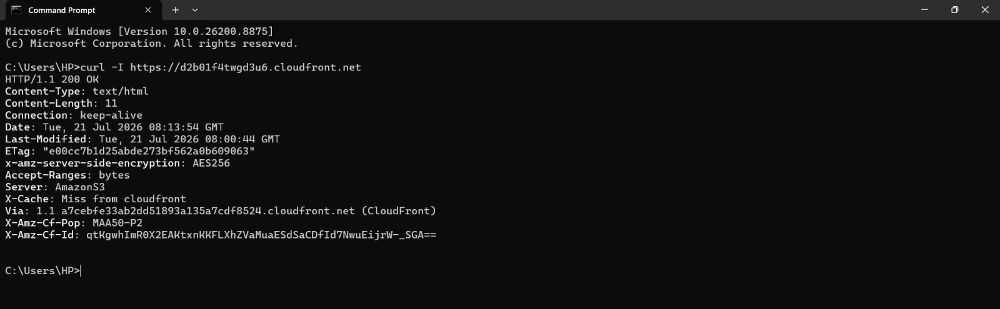 Command Prompt
Microsoft Windows [Version 10.0.26200.8875]
(c) Microsoft Corporation. All rights reserved.
C:\Users\HP>curl -I https://d2b01f4twgd3u6.cloudfront.net
HTTP/1.1 200 OK
Content-Type: text/html
Content-Length: 11
Connection: keep-alive
Date: Tue, 21 Jul 2026 08:13:54 GMT
Last-Modified: Tue, 21 Jul 2026 08:00:44 GMT
ETag: "e00cc7b1d25abde273bf562a0b609063"
x-amz-server-side-encryption: AES256
Accept-Ranges: bytes
Server: AmazonS3
X-Cache: Miss from cloudfront
Via: 1.1 a7cebfe33ab2dd51893a135a7cdf8524.cloudfront.net (CloudFront)
X-Amz-Cf-Pop: MAA50-P2
X-Amz-Cf-Id: qtKgwhImR0X2EAKtxnKKFLXhZVaMuaESdSaCDfId7NwuEijrW-_SGA==
C:\Users\HP>